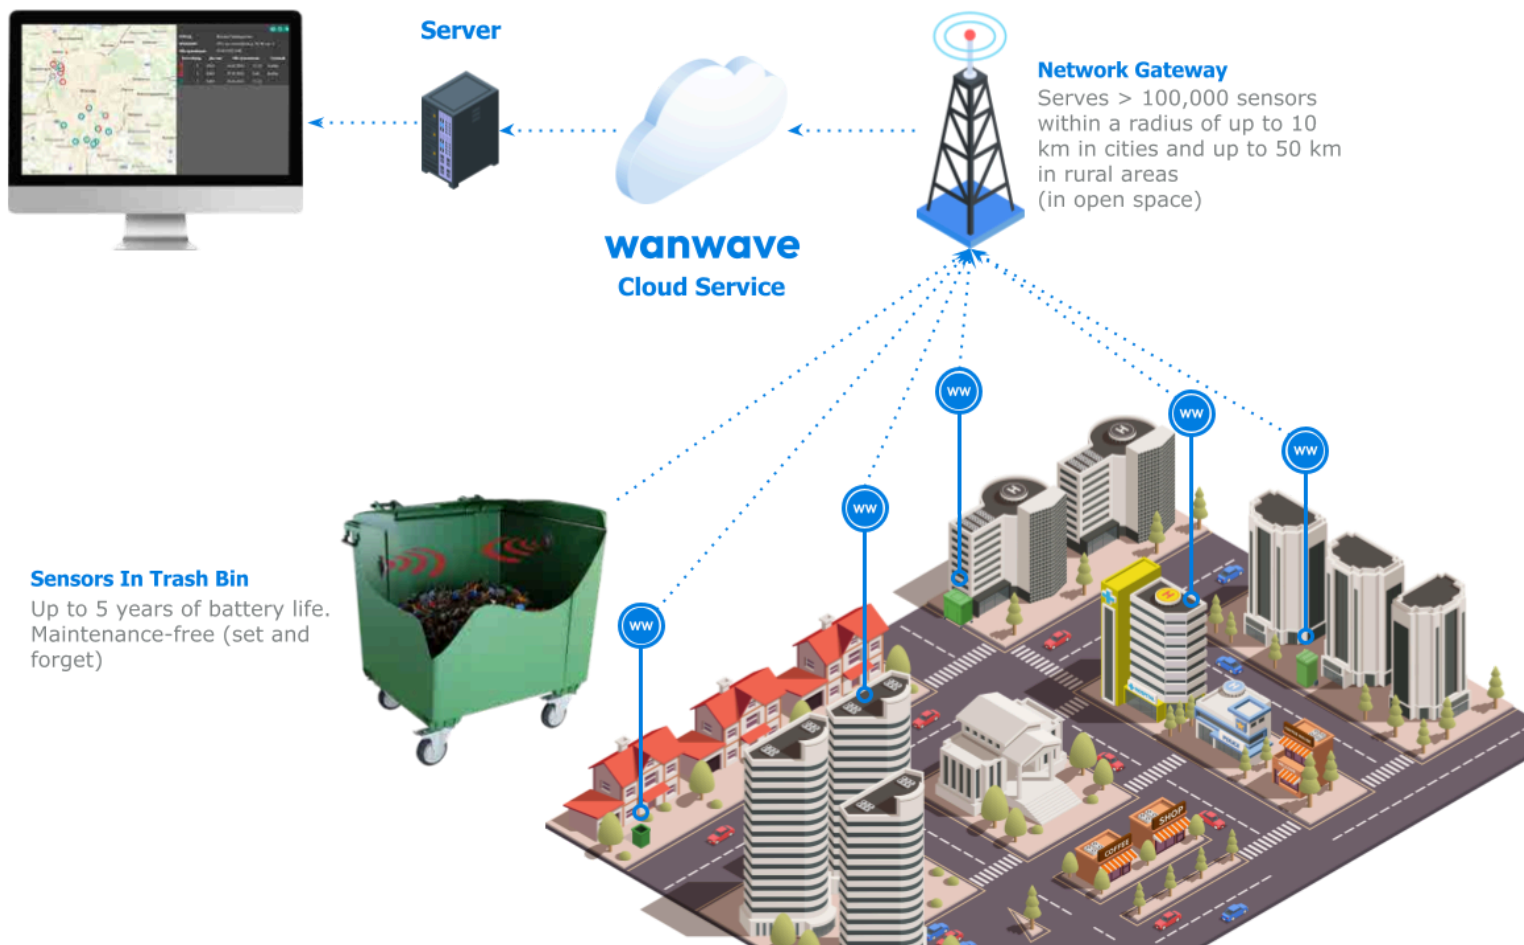 Server
Network Gateway
Serves > 100,000 sensors
within a radius of up to 10
km in cities and up to 50 km
in rural areas
(in open space)
wanwave
Cloud Service
ww
ww
ww
ww
ww
Sensors In Trash Bin
Up to 5 years of battery life.
Maintenance-free (set and
forget)
H
H
H
SHOP
COFFEE